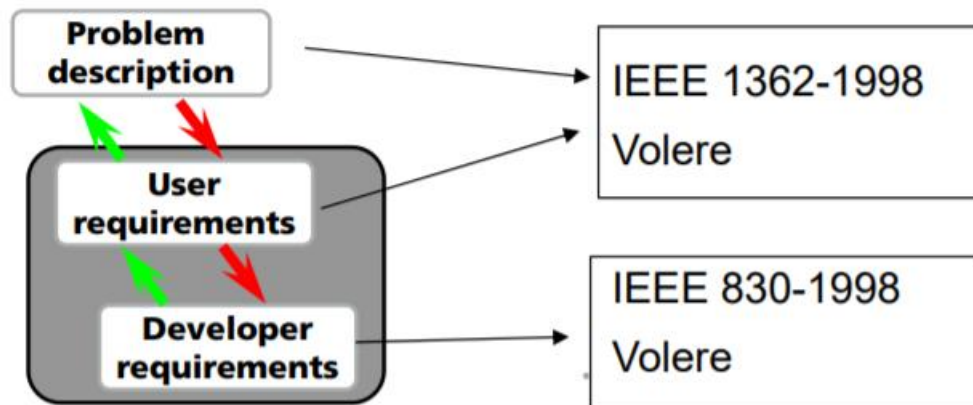 Problem
description
User
requirements
Developer
requirements
IEEE 1362-1998
Volere
IEEE 830-1998
Volere